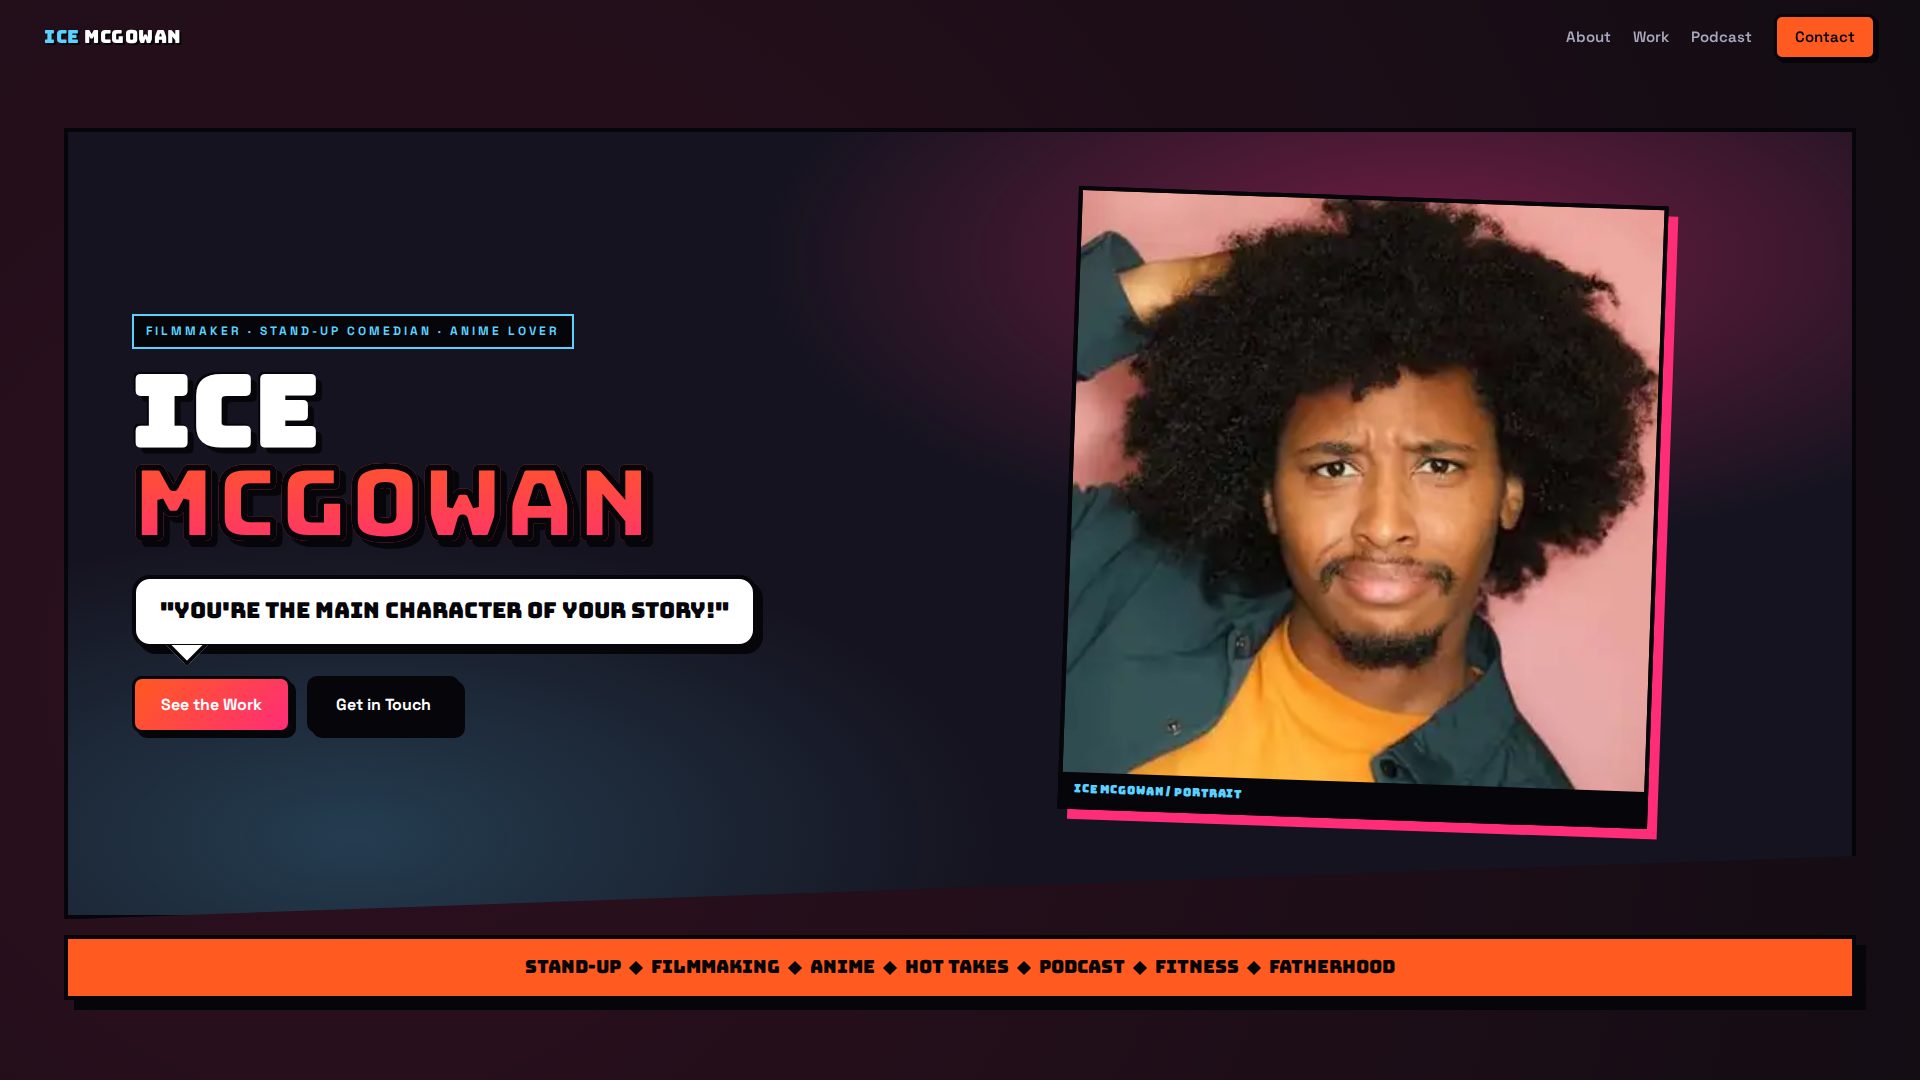 ICE MCGOWAN
About Work Podcast Contact
FILMMAKER · STAND-UP COMEDIAN · ANIME LOVER
ICE
MCGOWAN
"YOU'RE THE MAIN CHARACTER OF YOUR STORY!"
See the Work Get in Touch
ICE MCGOWAN / PORTRAIT
STAND-UP ◆ FILMMAKING ◆ ANIME ◆ HOT TAKES ◆ PODCAST ◆ FITNESS ◆ FATHERHOOD